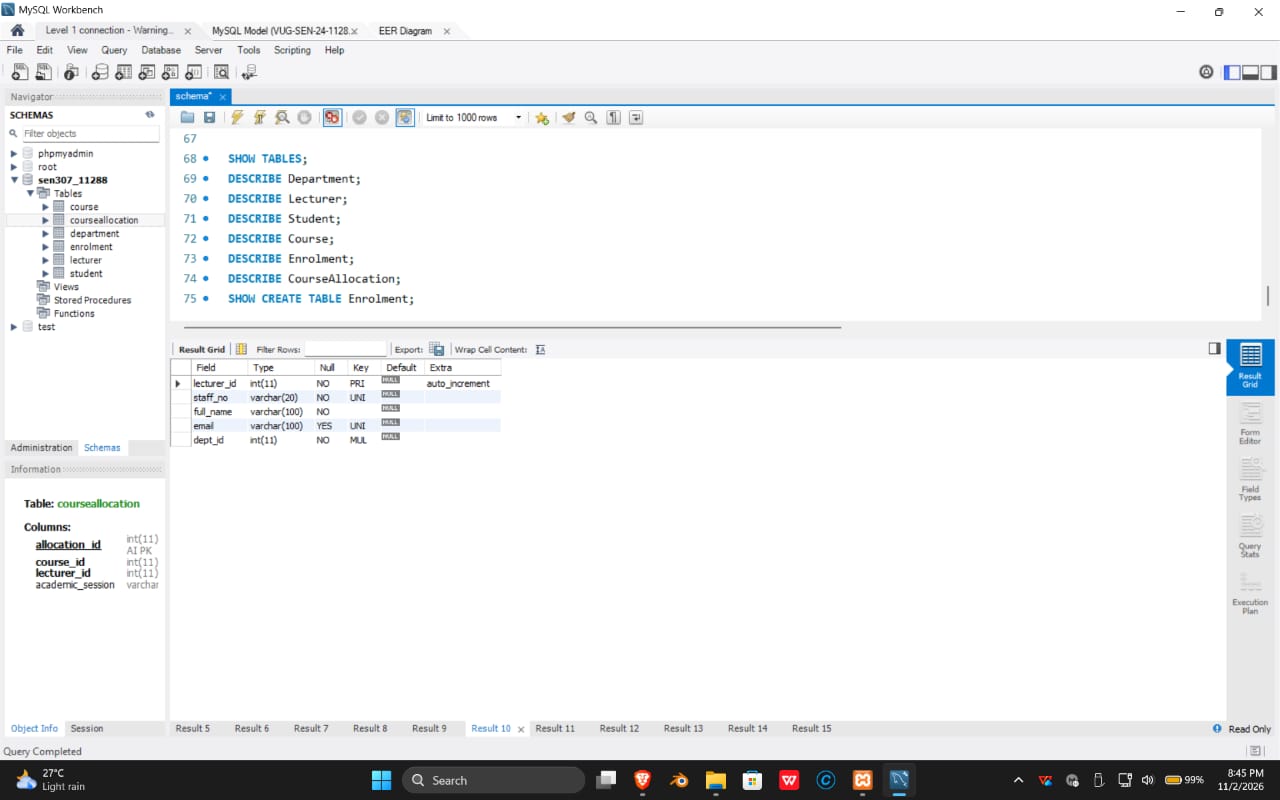 MySQL Workbench
Level 1 connection - Warning... × MySQL Model (VUG-SEN-24-1128.× EER Diagram ×
File Edit View Query Database Server Tools Scripting Help
Navigator
SCHEMAS
Filter objects
phpmyadmin
root
sen307_11288
Tables
course
courseallocation
department
enrolment
lecturer
student
Views
Stored Procedures
Functions
test
Administration Schemas
Information
Table: courseallocation
Columns:
allocation_id int(11)
AI PK
course_id int(11)
lecturer_id int(11)
academic_session varchar
Object Info Session
Query Completed
schema* ×
Limit to 1000 rows
67
68 SHOW TABLES;
69 DESCRIBE Department;
70 DESCRIBE Lecturer;
71 DESCRIBE Student;
72 DESCRIBE Course;
73 DESCRIBE Enrolment;
74 DESCRIBE CourseAllocation;
75 SHOW CREATE TABLE Enrolment;
Result Grid Filter Rows: Export: Wrap Cell Content:
Field Type Null Key Default Extra
lecturer_id int(11) NO PRI NULL auto_increment
staff_no varchar(20) NO UNI NULL
full_name varchar(100) NO NULL
email varchar(100) YES UNI NULL
dept_id int(11) NO MUL NULL
Result
Grid
Form
Editor
Field
Types
Query
Stats
Execution
Plan
Result 5 Result 6 Result 7 Result 8 Result 9 Result 10 × Result 11 Result 12 Result 13 Result 14 Result 15
Read Only
27°C
Light rain
Search
99%
8:45 PM
11/2/2026